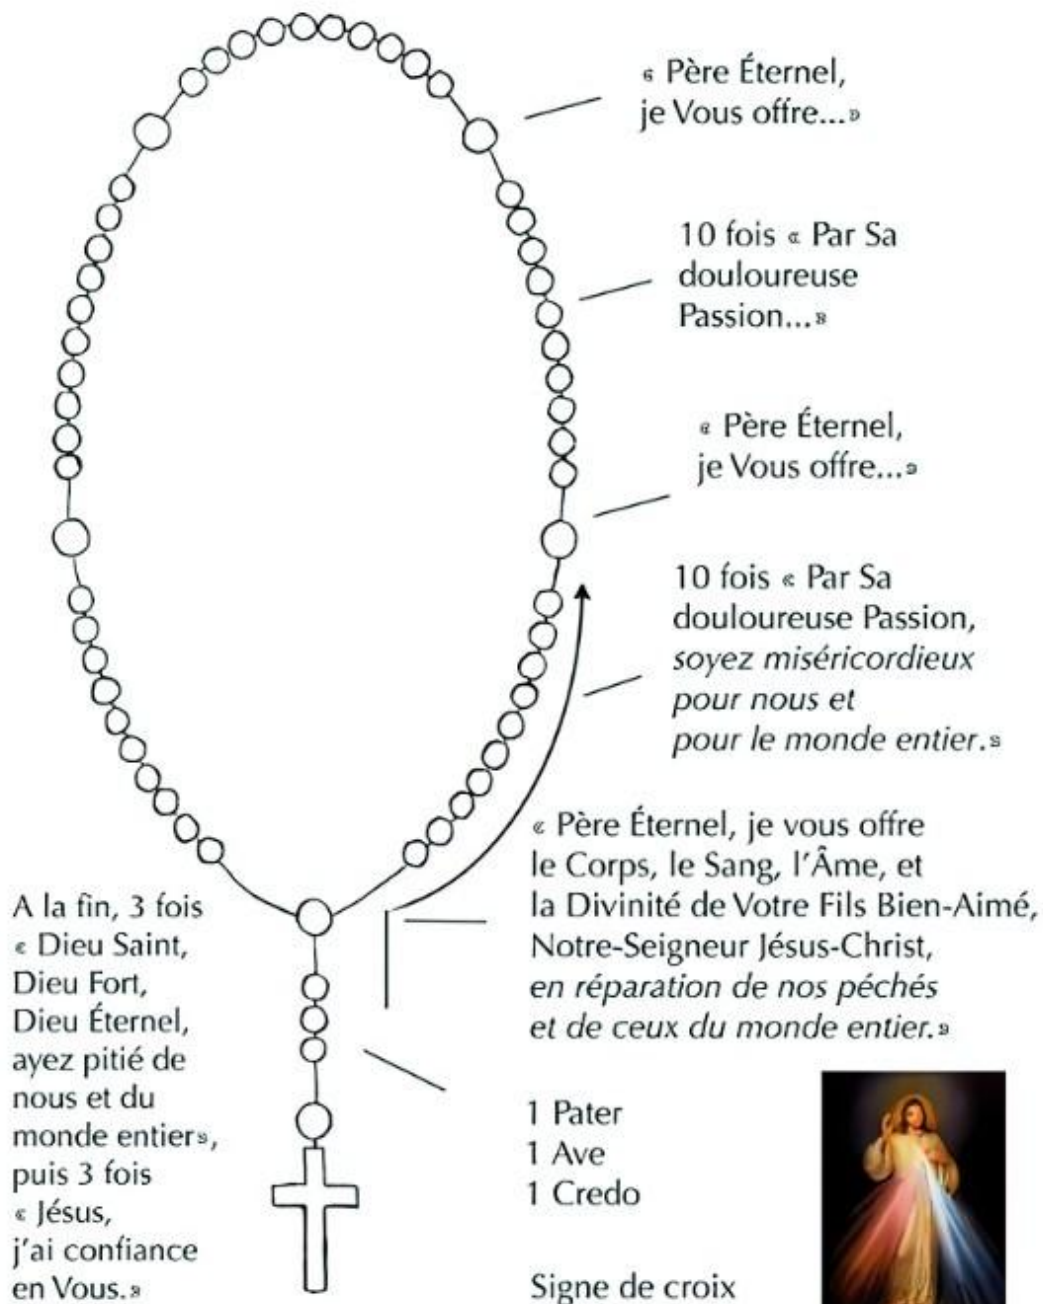 « Père Éternel,
je Vous offre... »
10 fois « Par Sa
douloureuse
Passion... »
« Père Éternel,
je Vous offre... »
10 fois « Par Sa
douloureuse Passion,
soyez miséricordieux
pour nous et
pour le monde entier. »
« Père Éternel, je vous offre
le Corps, le Sang, l'Âme, et
la Divinité de Votre Fils Bien-Aimé,
Notre-Seigneur Jésus-Christ,
en réparation de nos péchés
et de ceux du monde entier. »
A la fin, 3 fois
« Dieu Saint,
Dieu Fort,
Dieu Éternel,
ayez pitié de
nous et du
monde entier »,
puis 3 fois
« Jésus,
j'ai confiance
en Vous. »
1 Pater
1 Ave
1 Credo
Signe de croix